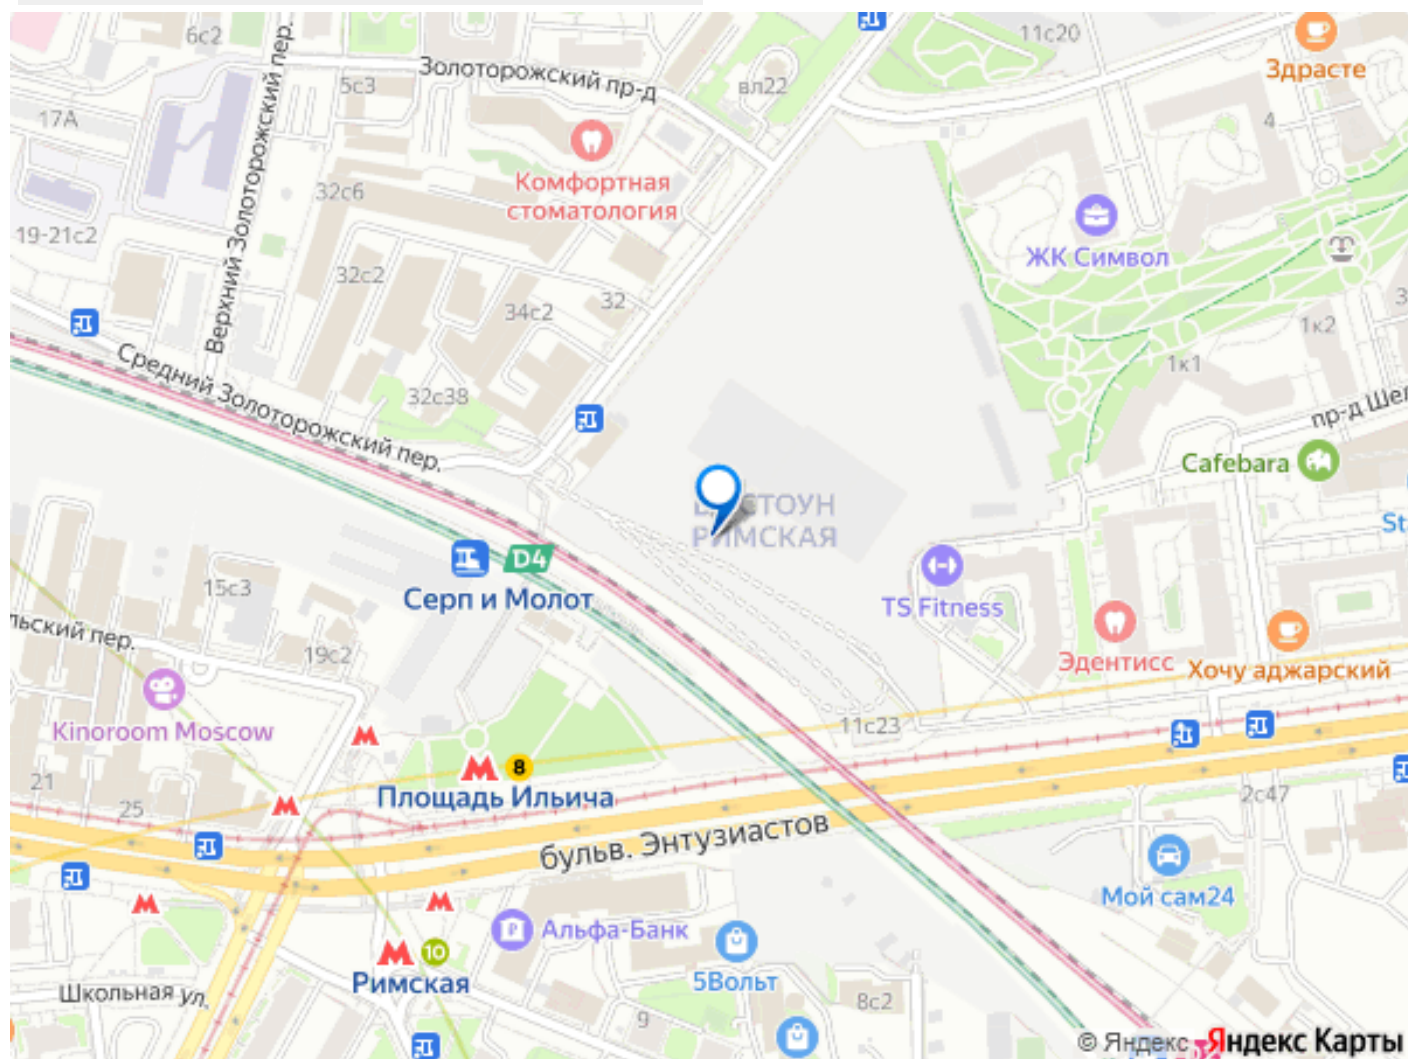 6с2
11с20
Здрасте
Золоторожский пр-д
5с3
вл22
17А
4
Верхний Золоторожский пер.
Комфортная
стоматология
32с6
19-21с2
ЖК Символ
32с2
32
34с2
1к2
1к1
Средний Золоторожский пер.
32с38
Cafebara
СТОУН
РИМСКАЯ
D4
Серп и Молот
15с3
TS Fitness
19с2
Эдентисс
Хочу аджарский
Kinoroom Moscow
11с23
8
Площадь Ильича
21
25
2с47
бульв. Энтузиастов
Мой сам24
Альфа-Банк
10
Римская
5Вольт
Школьная ул.
9
8с2
© Яндекс
Яндекс Карты